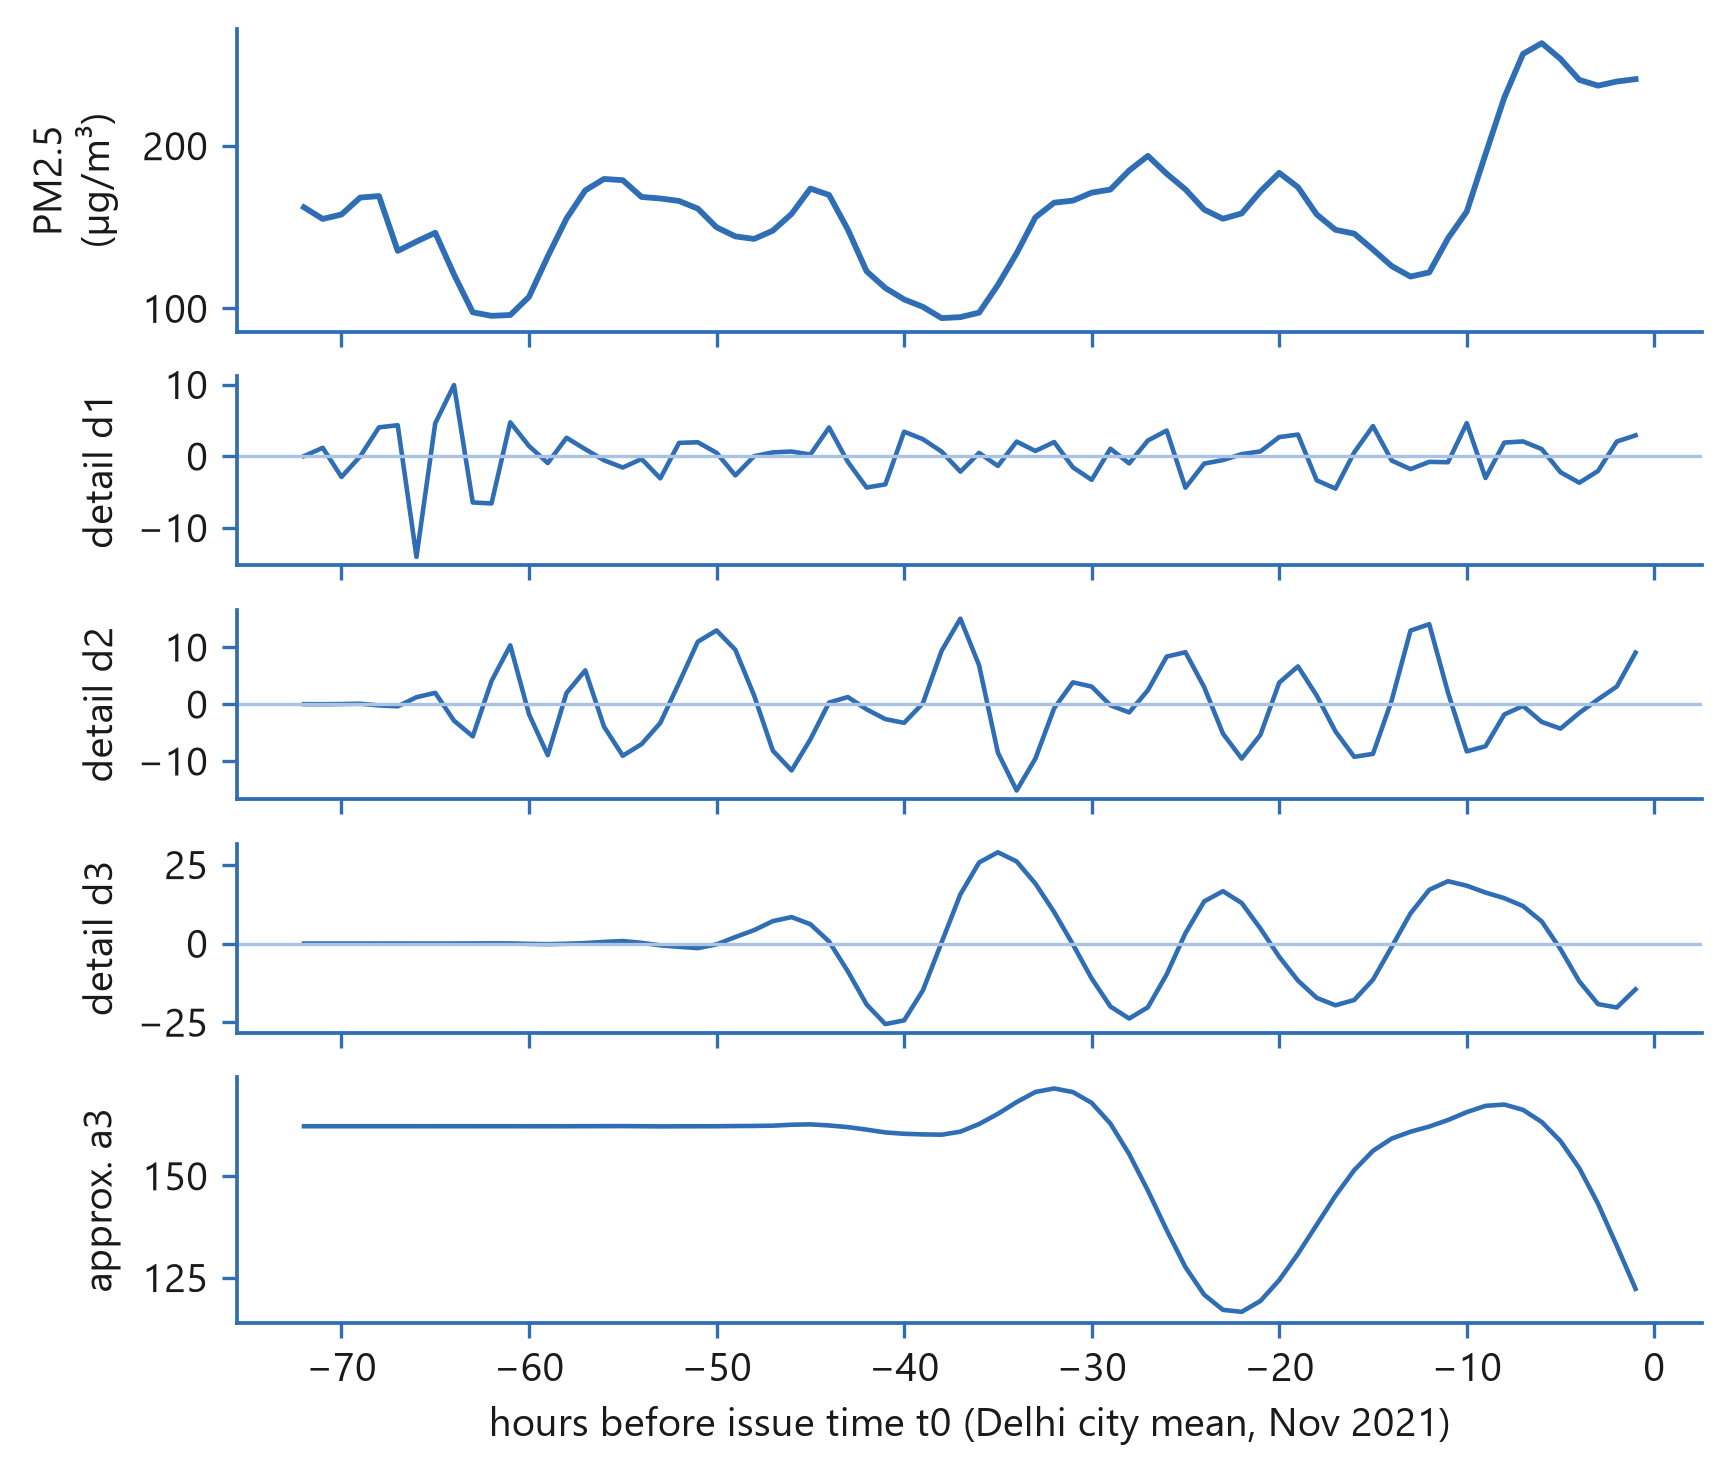 PM2.5
(µg/m³)
200
100
detail d1
10
0
−10
detail d2
10
0
−10
detail d3
25
0
−25
approx. a3
150
125
−70 −60 −50 −40 −30 −20 −10 0
hours before issue time t0 (Delhi city mean, Nov 2021)